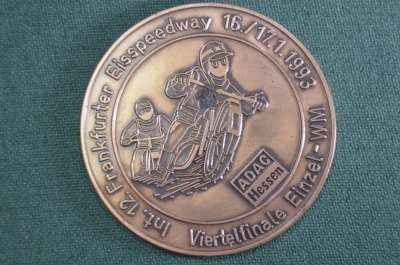 Int. 12. Frankfurter Eisspeedway 16./17.1.1993
Viertelfinale Einzel-WM
ADAC
Hessen